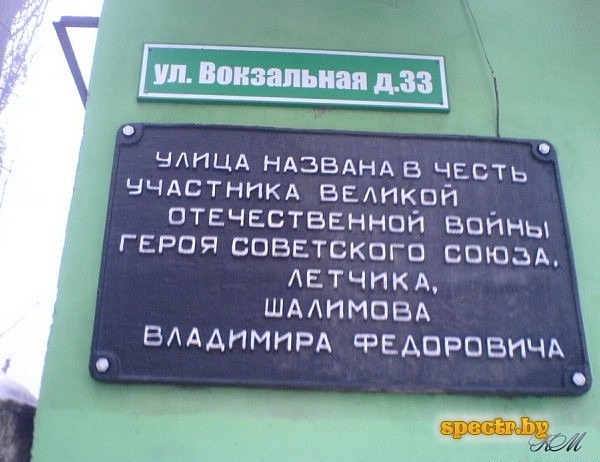 ул. Вокзальная д.33
УЛИЦА НАЗВАНА В ЧЕСТЬ
УЧАСТНИКА ВЕЛИКОЙ
ОТЕЧЕСТВЕННОЙ ВОЙНЫ
ГЕРОЯ СОВЕТСКОГО СОЮЗА,
ЛЕТЧИКА,
ШАЛИМОВА
ВЛАДИМИРА ФЕДОРОВИЧА
spectr.by
КМ